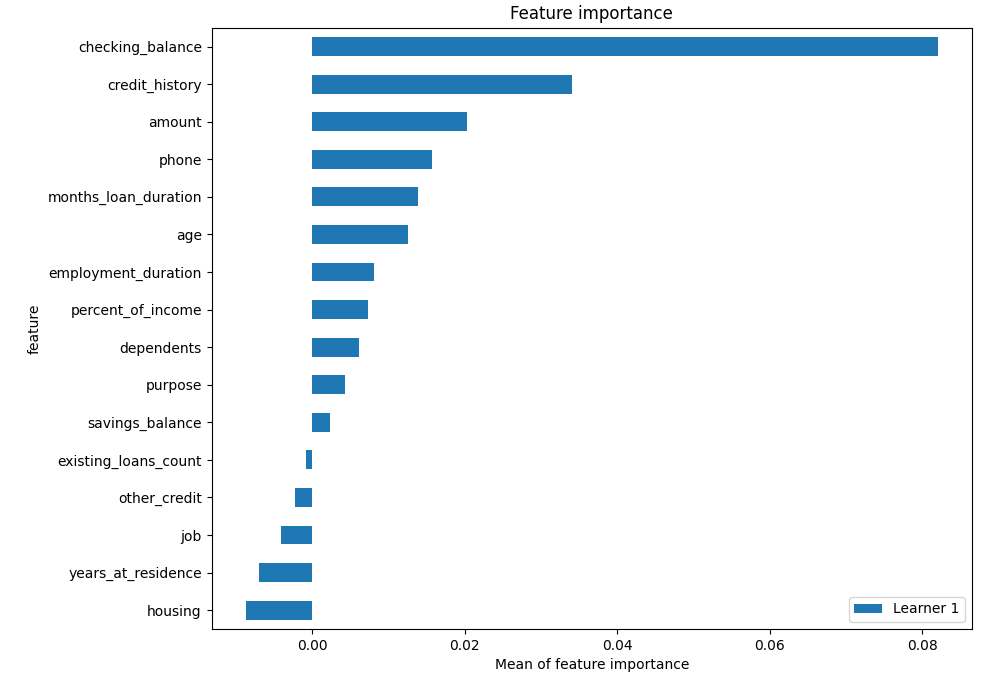 Feature importance
checking_balance
credit_history
amount
phone
months_loan_duration
age
employment_duration
percent_of_income
dependents
purpose
savings_balance
existing_loans_count
other_credit
job
years_at_residence
housing
feature
Learner 1
0.00 0.02 0.04 0.06 0.08
Mean of feature importance